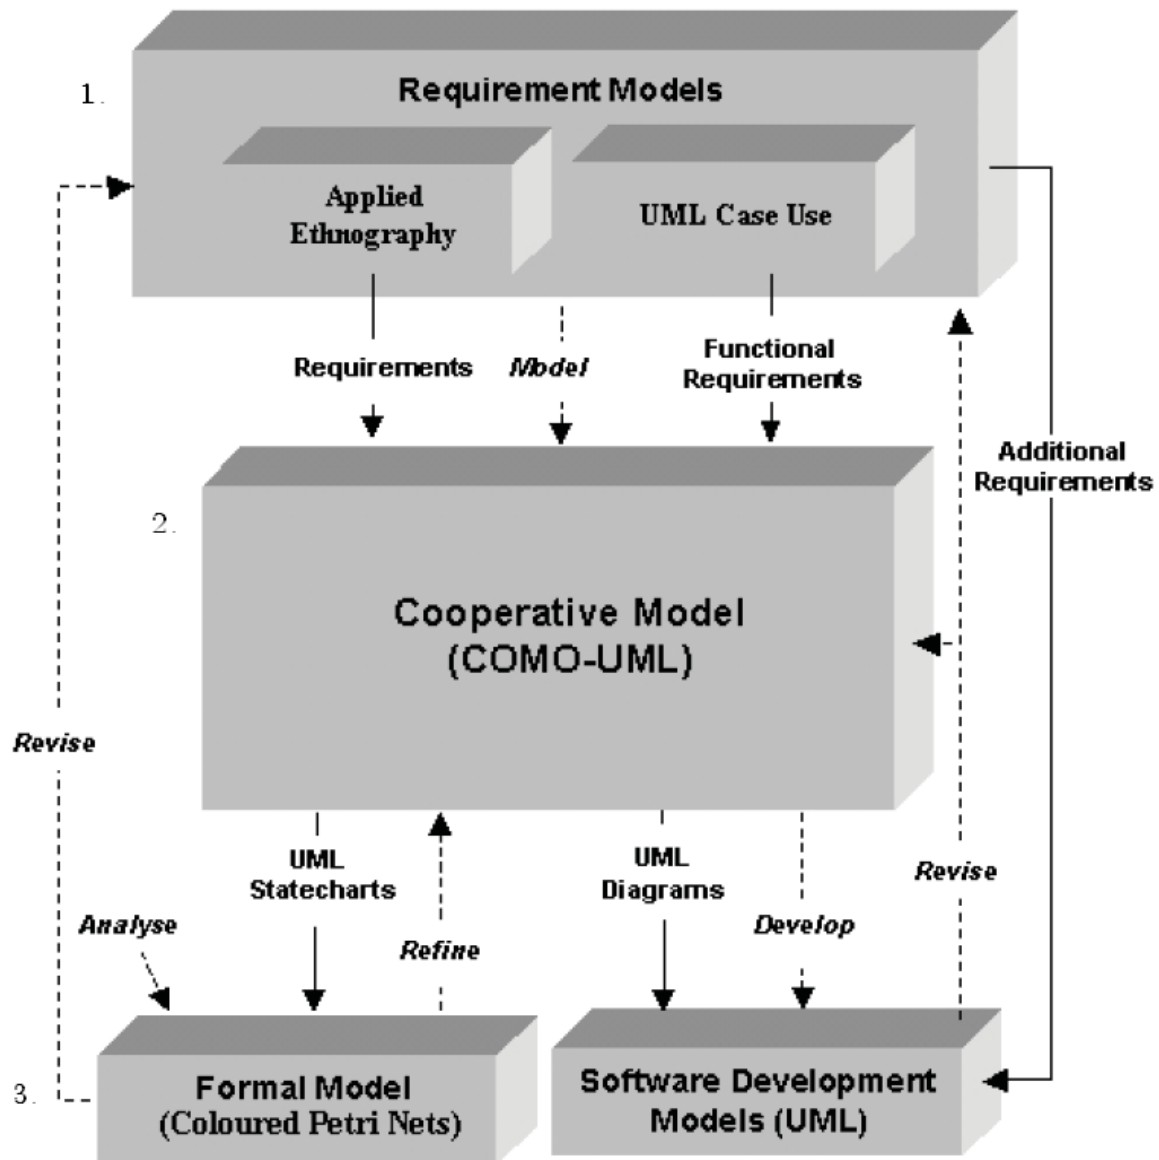 1.
Requirement Models
Applied
Ethnography
UML Case Use
Requirements
Model
Functional
Requirements
Additional
Requirements
2.
Cooperative Model
(COMO-UML)
Revise
UML
Statecharts
UML
Diagrams
Revise
Analyse
Refine
Develop
3.
Formal Model
(Coloured Petri Nets)
Software Development
Models (UML)